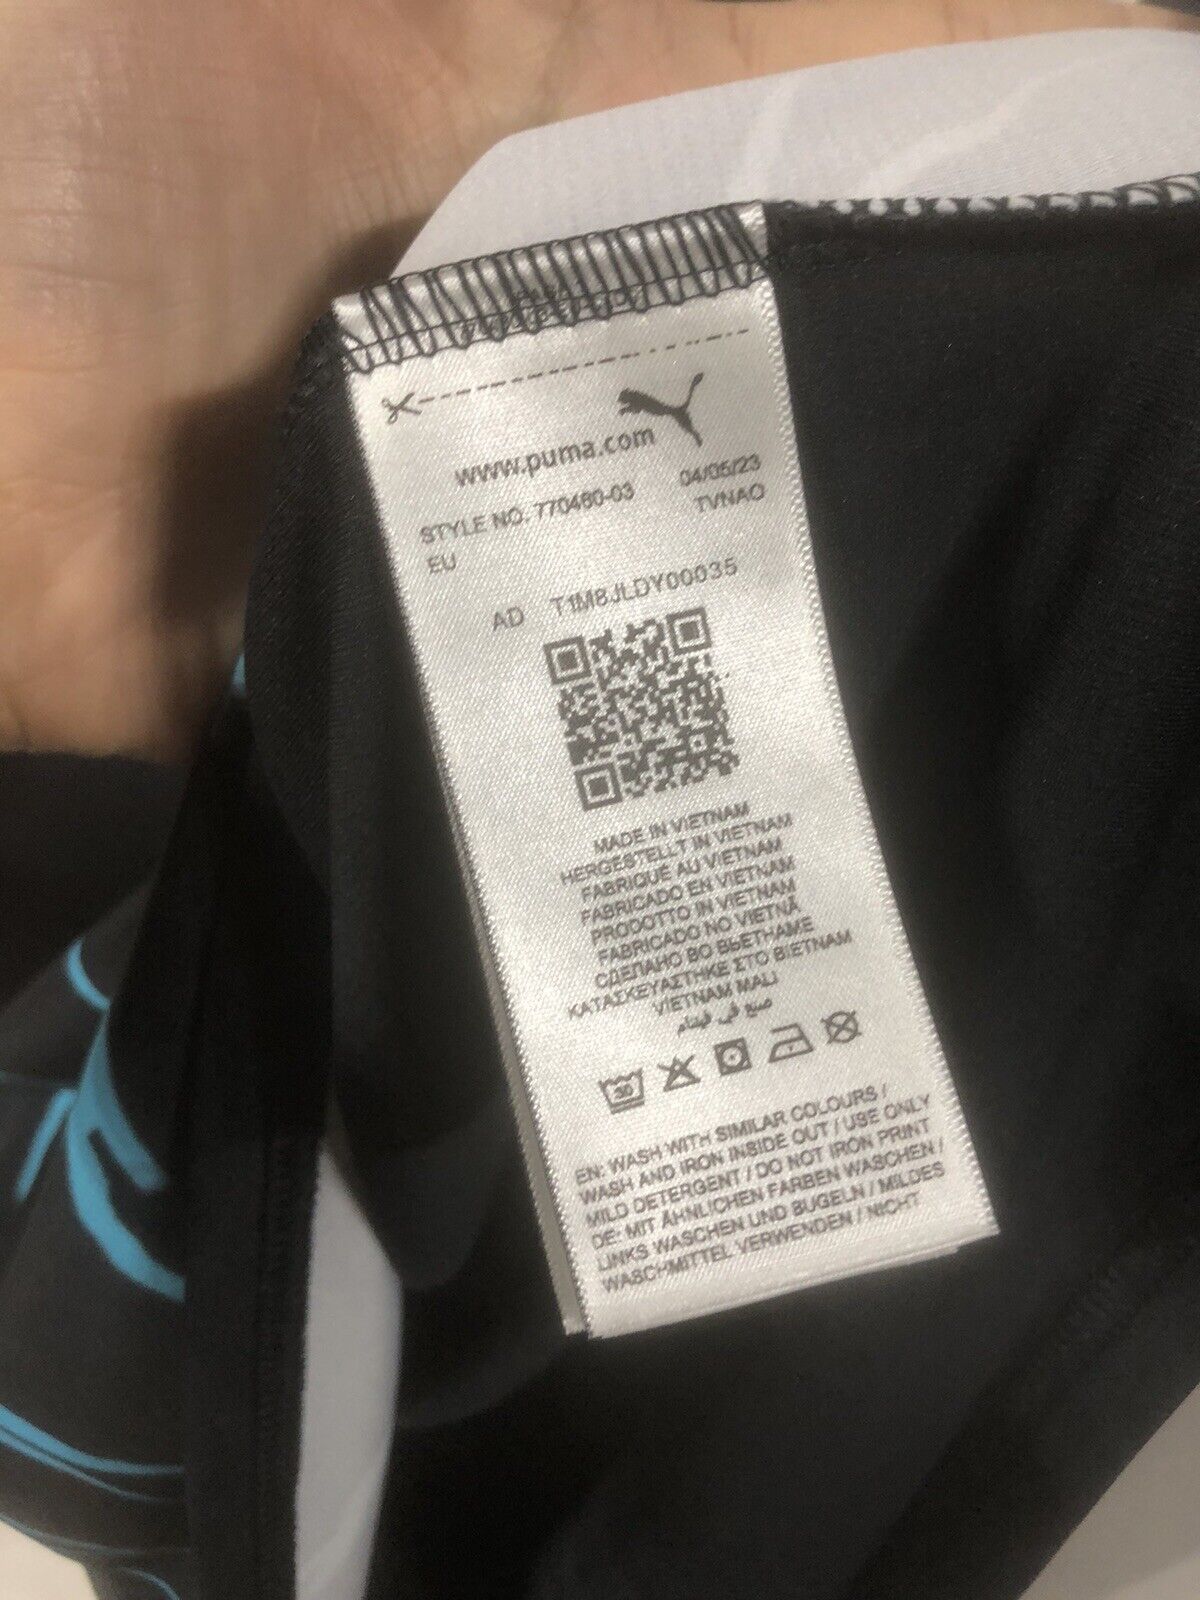 www.puma.com
STYLE NO. 770480-03 04/05/23
EU TVNAO
AD T1M8JLDY00035
MADE IN VIETNAM
HERGESTELLT IN VIETNAM
FABRIQUÉ AU VIETNAM
FABRICADO EN VIETNAM
PRODOTTO IN VIETNAM
FABRICADO NO VIETNÃ
СДЕЛАНО ВО ВЬЕТНАМЕ
ΚΑΤΑΣΚΕΥΑΣΤΗΚΕ ΣΤΟ ΒΙΕΤΝΑΜ
VIETNAM MALI
صنع في فيتنام
30
EN: WASH WITH SIMILAR COLOURS /
WASH AND IRON INSIDE OUT / USE ONLY
MILD DETERGENT / DO NOT IRON PRINT
DE: MIT ÄHNLICHEN FARBEN WASCHEN /
LINKS WASCHEN UND BÜGELN / MILDES
WASCHMITTEL VERWENDEN / NICHT